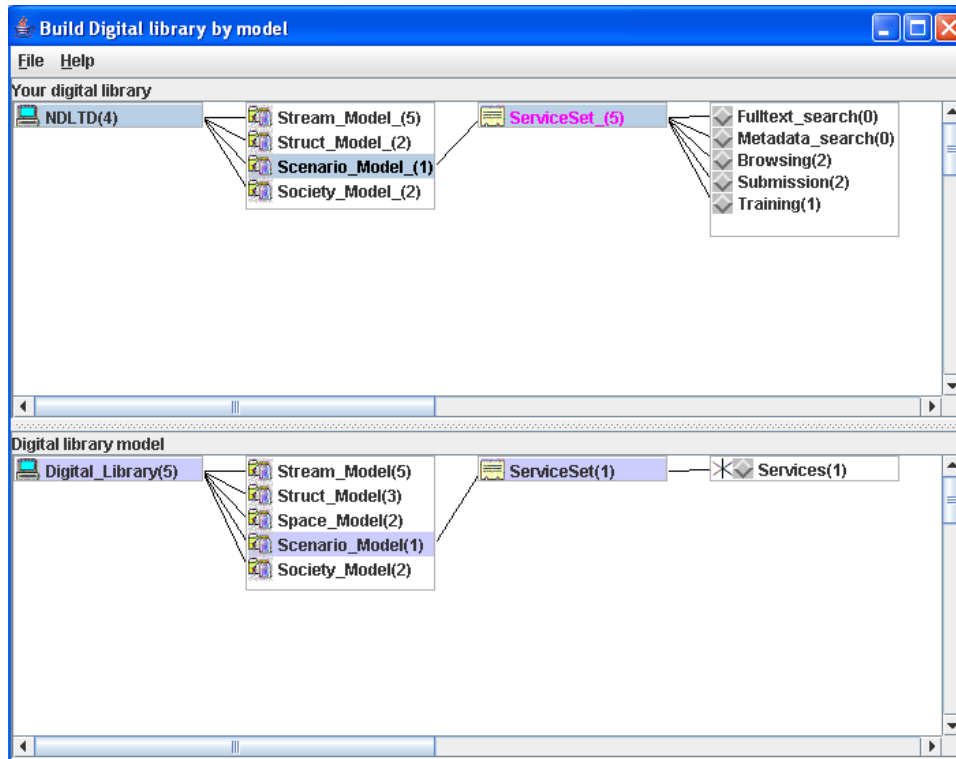 Build Digital library by model
File Help
Your digital library
NDLTD(4)
Stream_Model_(5)
Struct_Model_(2)
Scenario_Model_(1)
Society_Model_(2)
ServiceSet_(5)
Fulltext_search(0)
Metadata_search(0)
Browsing(2)
Submission(2)
Training(1)
Digital library model
Digital_Library(5)
Stream_Model(5)
Struct_Model(3)
Space_Model(2)
Scenario_Model(1)
Society_Model(2)
ServiceSet(1)
Services(1)